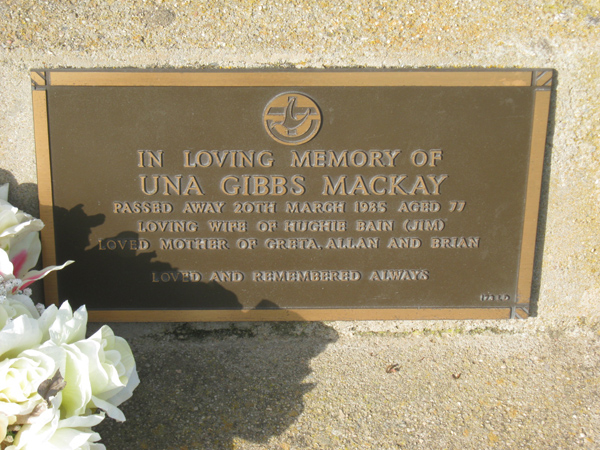 IN LOVING MEMORY OF
UNA GIBBS MACKAY
PASSED AWAY 20TH MARCH 1985 AGED 77
LOVING WIFE OF HUGHIE BAIN (JIM)
LOVED MOTHER OF GRETA, ALLAN AND BRIAN
LOVED AND REMEMBERED ALWAYS